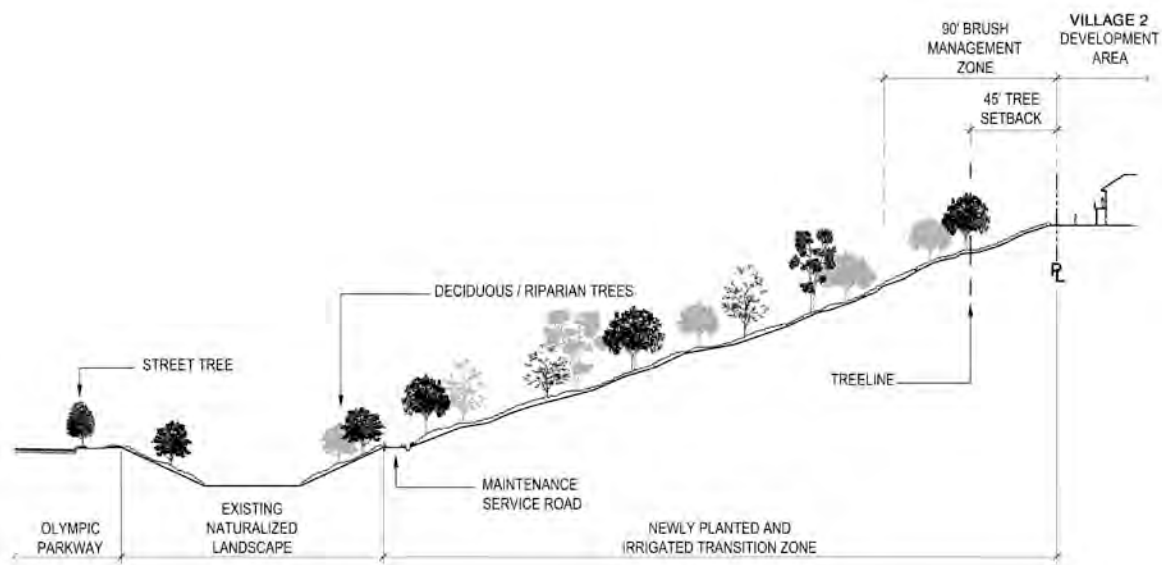 90' BRUSH
MANAGEMENT
ZONE
VILLAGE 2
DEVELOPMENT
AREA
45' TREE
SETBACK
PL
DECIDUOUS / RIPARIAN TREES
STREET TREE
TREELINE
MAINTENANCE
SERVICE ROAD
OLYMPIC
PARKWAY
EXISTING
NATURALIZED
LANDSCAPE
NEWLY PLANTED AND
IRRIGATED TRANSITION ZONE